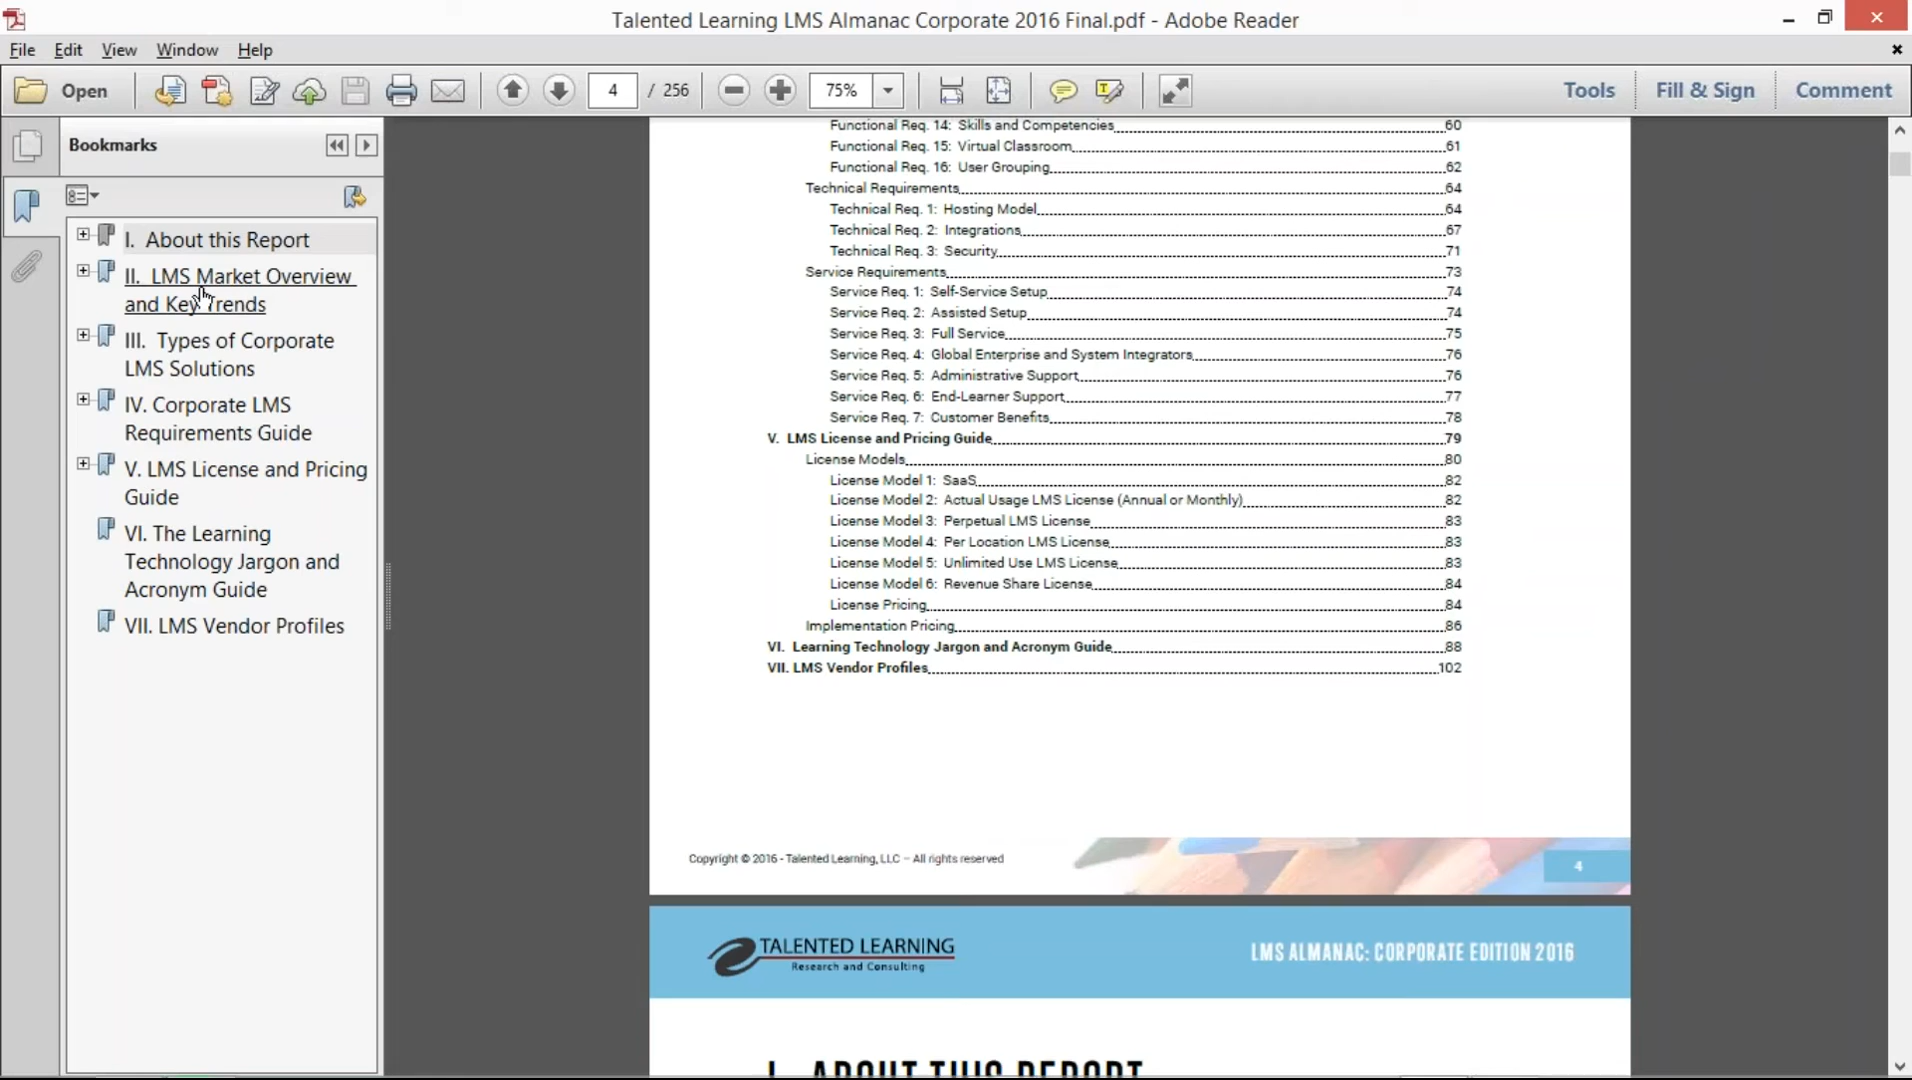 Talented Learning LMS Almanac Corporate 2016 Final.pdf - Adobe Reader
File Edit View Window Help
Open 4 / 256 75% Tools Fill & Sign Comment
Bookmarks
I. About this Report
II. LMS Market Overview
and Key Trends
III. Types of Corporate
LMS Solutions
IV. Corporate LMS
Requirements Guide
V. LMS License and Pricing
Guide
VI. The Learning
Technology Jargon and
Acronym Guide
VII. LMS Vendor Profiles
Functional Req. 14: Skills and Competencies 60
Functional Req. 15: Virtual Classroom 61
Functional Req. 16: User Grouping 62
Technical Requirements 64
Technical Req. 1: Hosting Model 64
Technical Req. 2: Integrations 67
Technical Req. 3: Security 71
Service Requirements 73
Service Req. 1: Self-Service Setup 74
Service Req. 2: Assisted Setup 74
Service Req. 3: Full Service 75
Service Req. 4: Global Enterprise and System Integrators 76
Service Req. 5: Administrative Support 76
Service Req. 6: End-Learner Support 77
Service Req. 7: Customer Benefits 78
V. LMS License and Pricing Guide 79
License Models 80
License Model 1: SaaS 82
License Model 2: Actual Usage LMS License (Annual or Monthly) 82
License Model 3: Perpetual LMS License 83
License Model 4: Per Location LMS License 83
License Model 5: Unlimited Use LMS License 83
License Model 6: Revenue Share License 84
License Pricing 84
Implementation Pricing 86
VI. Learning Technology Jargon and Acronym Guide 88
VII. LMS Vendor Profiles 102
Copyright © 2016 - Talented Learning, LLC – All rights reserved
4
TALENTED LEARNING
Research and Consulting
LMS ALMANAC: CORPORATE EDITION 2016
I. ABOUT THIS REPORT